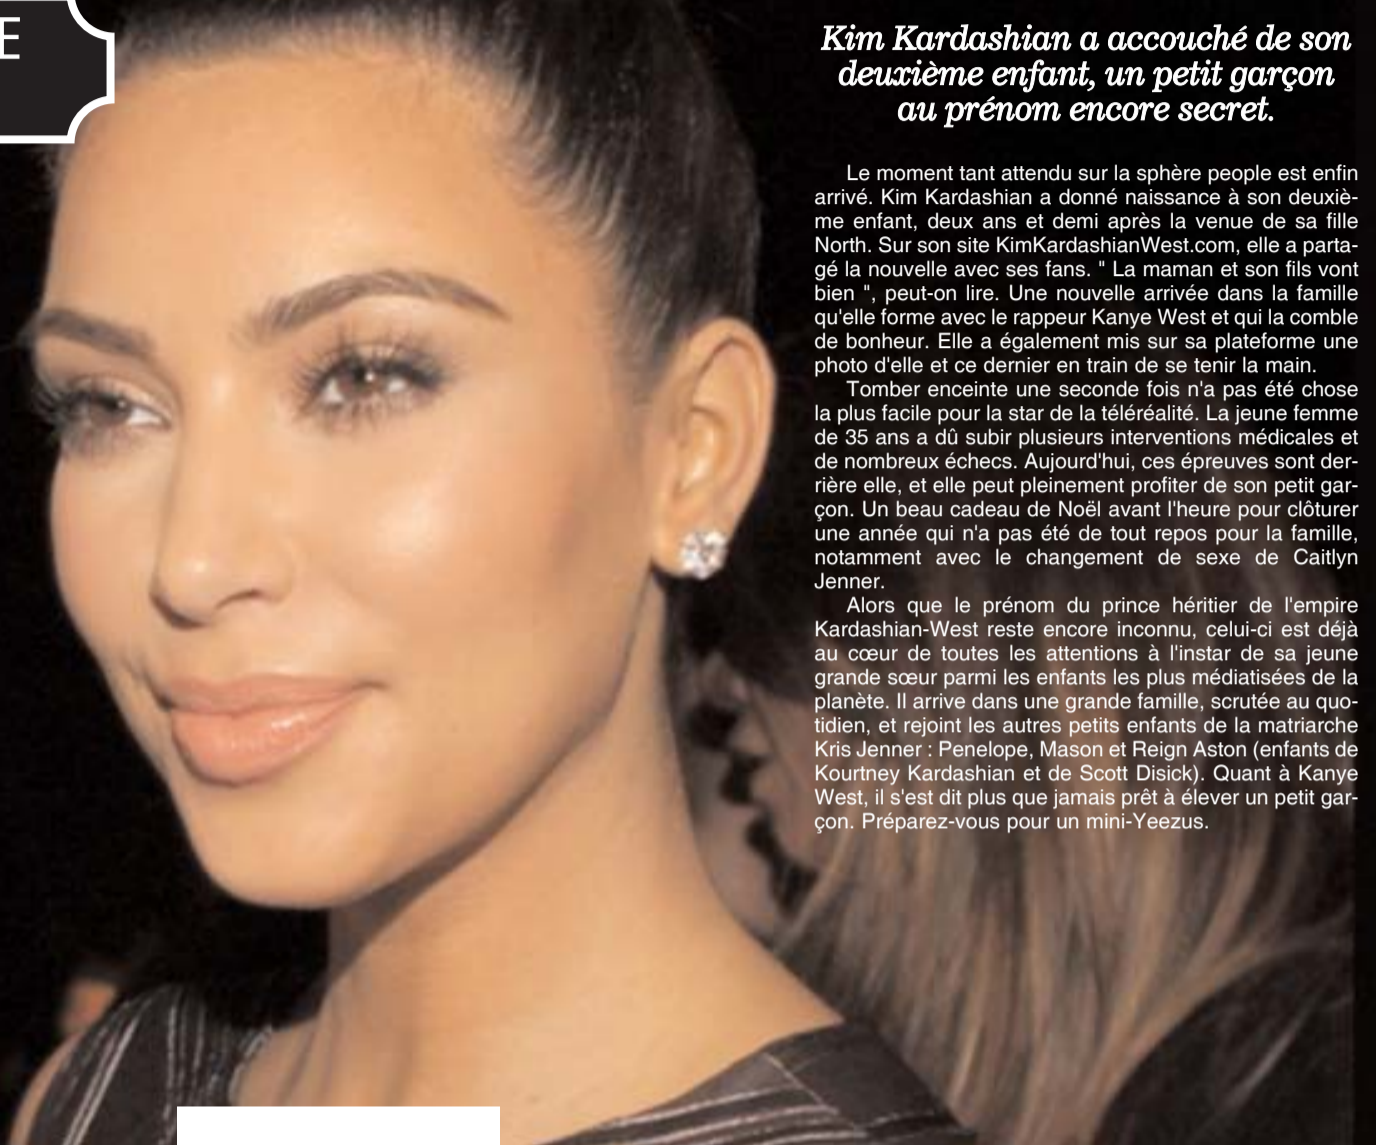 E
Kim Kardashian a accouché de son
deuxième enfant, un petit garçon
au prénom encore secret.
Le moment tant attendu sur la sphère people est enfin
arrivé. Kim Kardashian a donné naissance à son deuxiè-
me enfant, deux ans et demi après la venue de sa fille
North. Sur son site KimKardashianWest.com, elle a parta-
gé la nouvelle avec ses fans. " La maman et son fils vont
bien ", peut-on lire. Une nouvelle arrivée dans la famille
qu'elle forme avec le rappeur Kanye West et qui la comble
de bonheur. Elle a également mis sur sa plateforme une
photo d'elle et ce dernier en train de se tenir la main.
Tomber enceinte une seconde fois n'a pas été chose
la plus facile pour la star de la téléréalité. La jeune femme
de 35 ans a dû subir plusieurs interventions médicales et
de nombreux échecs. Aujourd'hui, ces épreuves sont der-
rière elle, et elle peut pleinement profiter de son petit gar-
çon. Un beau cadeau de Noël avant l'heure pour clôturer
une année qui n'a pas été de tout repos pour la famille,
notamment avec le changement de sexe de Caitlyn
Jenner.
Alors que le prénom du prince héritier de l'empire
Kardashian-West reste encore inconnu, celui-ci est déjà
au cœur de toutes les attentions à l'instar de sa jeune
grande sœur parmi les enfants les plus médiatisées de la
planète. Il arrive dans une grande famille, scrutée au quo-
tidien, et rejoint les autres petits enfants de la matriarche
Kris Jenner : Penelope, Mason et Reign Aston (enfants de
Kourtney Kardashian et de Scott Disick). Quant à Kanye
West, il s'est dit plus que jamais prêt à élever un petit gar-
çon. Préparez-vous pour un mini-Yeezus.